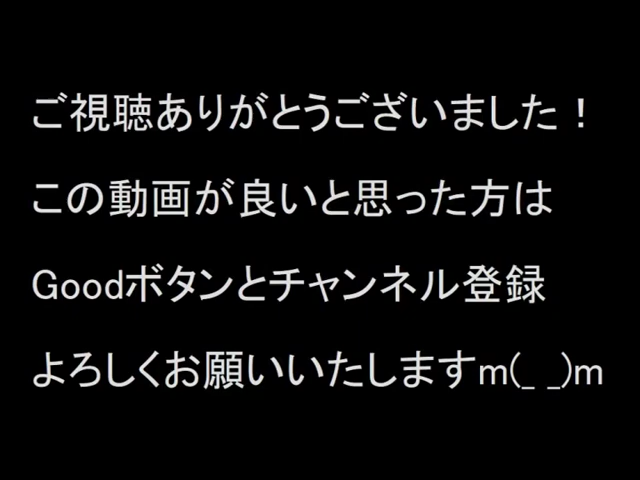 ご視聴ありがとうございました！
この動画が良いと思った方は
Goodボタンとチャンネル登録
よろしくお願いいたしますm(_ _)m